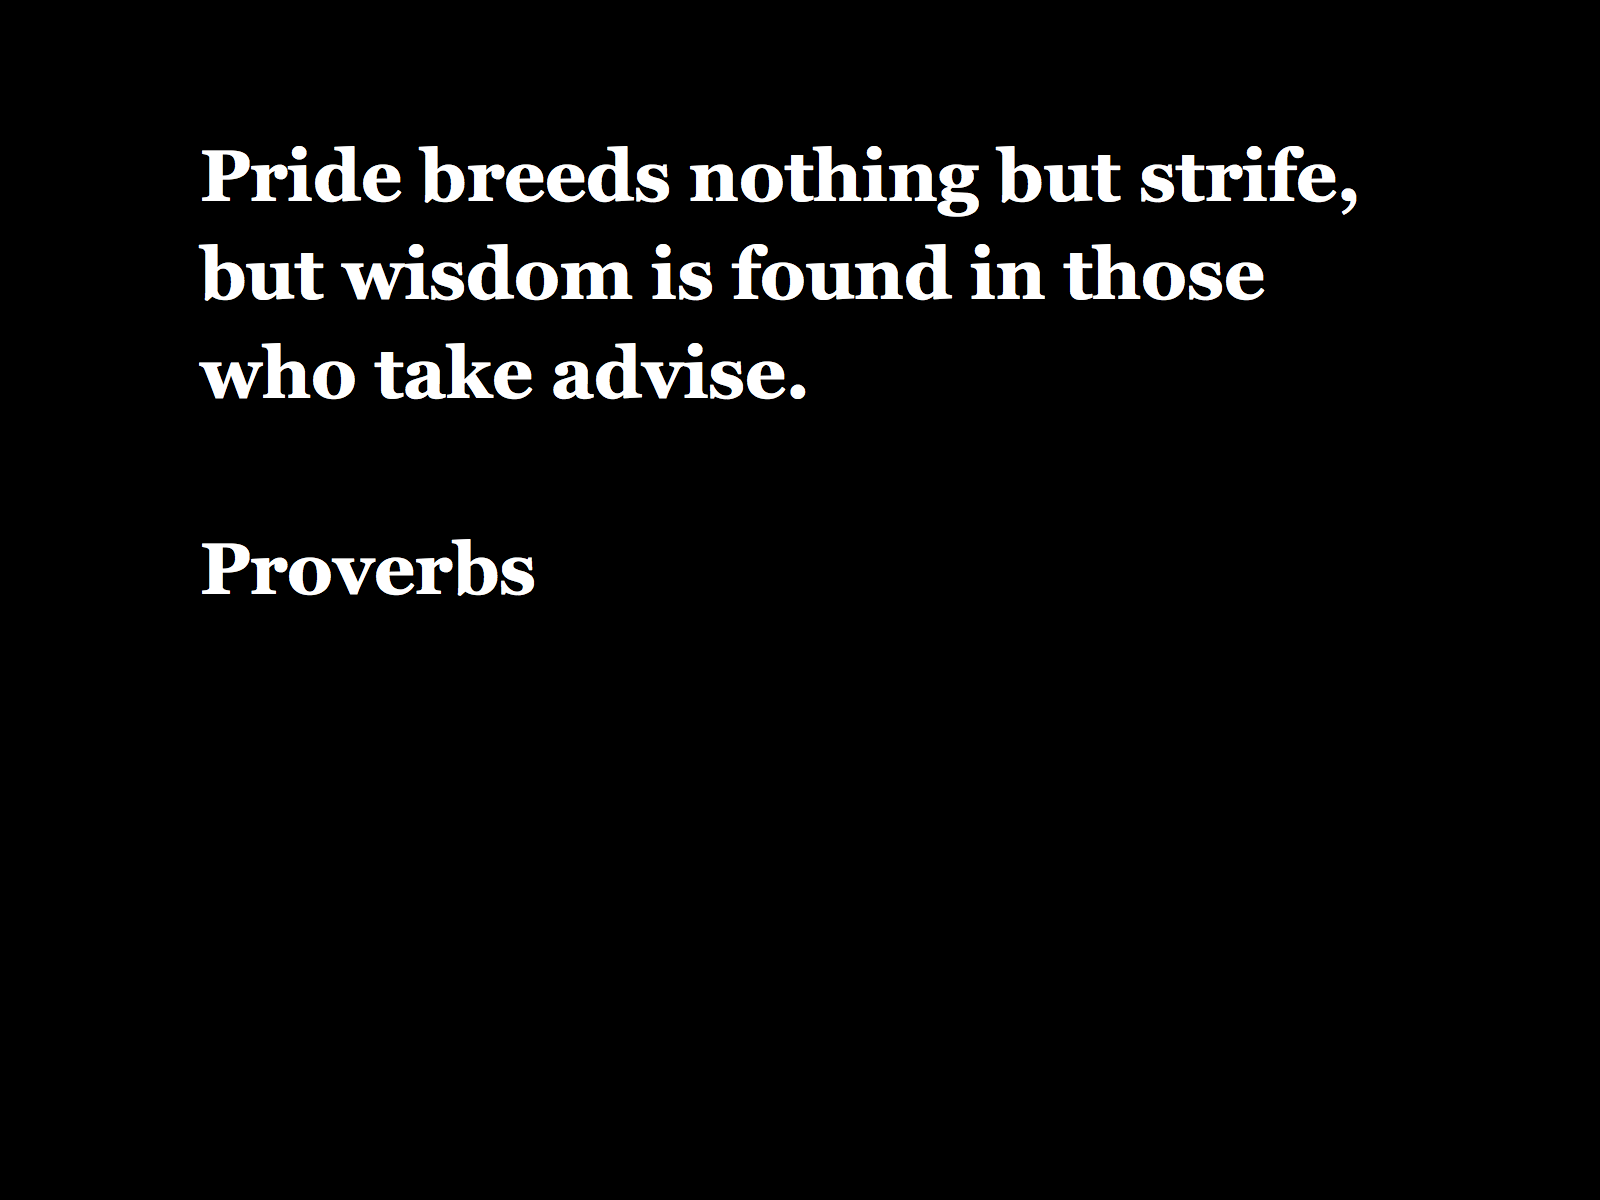 Pride breeds nothing but strife,
but wisdom is found in those
who take advise.
Proverbs